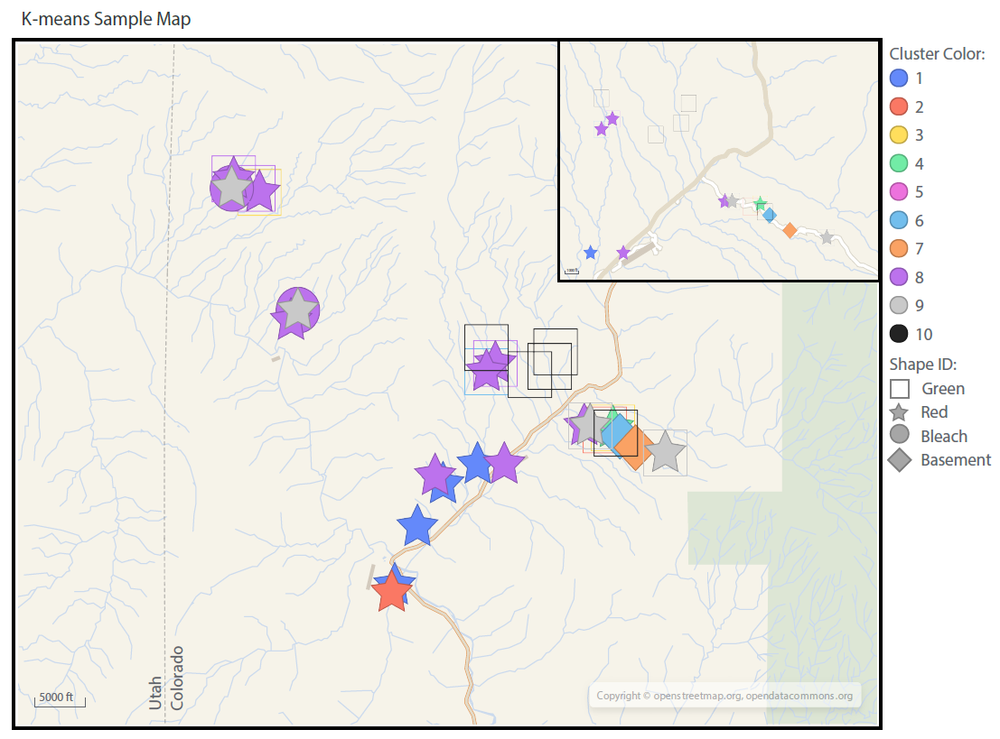 K-means Sample Map
Cluster Color:
1
2
3
4
5
6
7
8
9
10
Shape ID:
Green
Red
Bleach
Basement
Utah
Colorado
5000 ft
Copyright © openstreetmap.org, opendatacommons.org